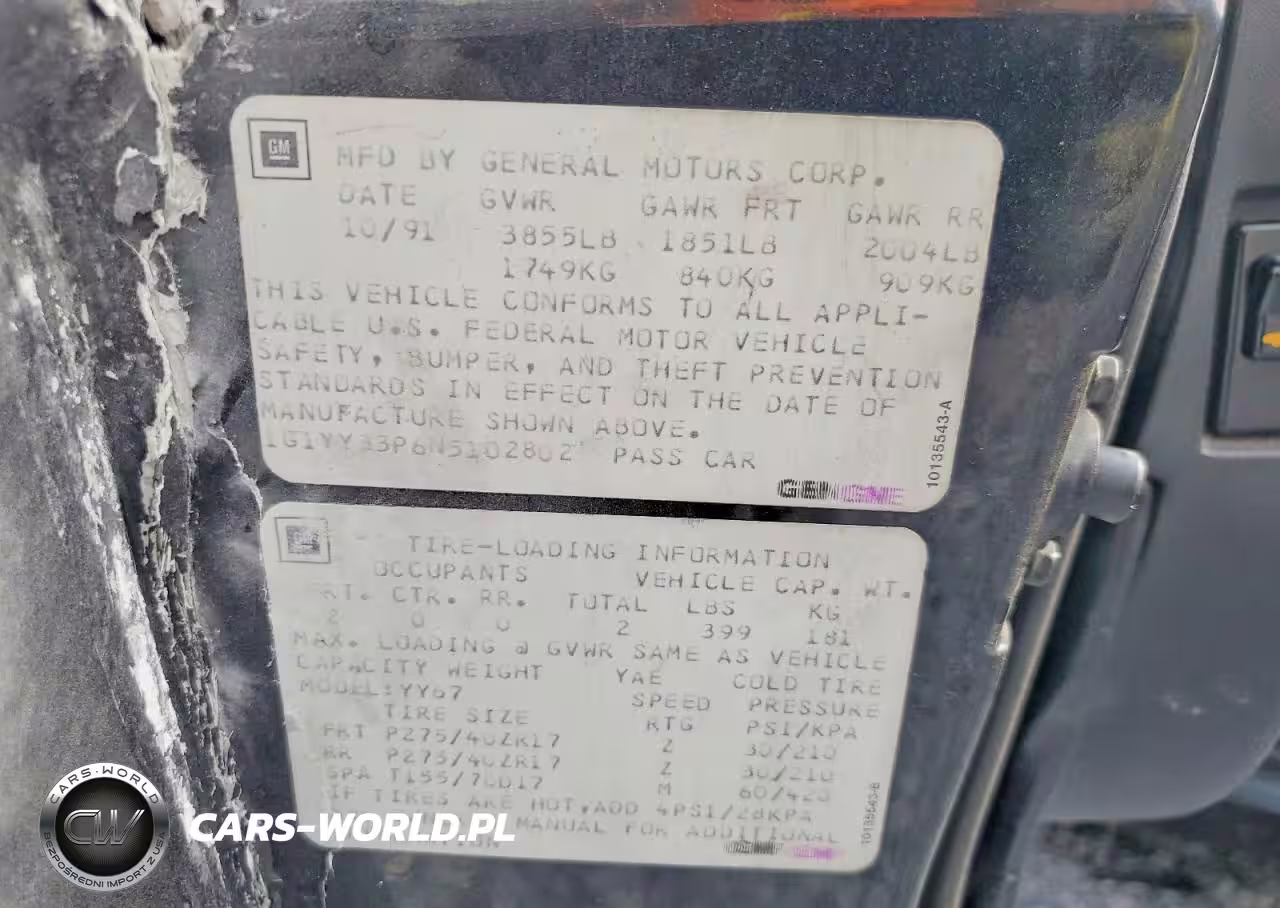 GM
MFD BY GENERAL MOTORS CORP.
DATE GVWR GAWR FRT GAWR RR
10/91 3855LB 1851LB 2004LB
1749KG 840KG 909KG
THIS VEHICLE CONFORMS TO ALL APPLI-
CABLE U.S. FEDERAL MOTOR VEHICLE
SAFETY, BUMPER, AND THEFT PREVENTION
STANDARDS IN EFFECT ON THE DATE OF
MANUFACTURE SHOWN ABOVE.
1G1YY33P6N5102802 PASS CAR
10135543-A
TIRE-LOADING INFORMATION
OCCUPANTS VEHICLE CAP. WT.
CTR. RR. TOTAL LBS KG
2 0 0 2 399 181
MAX. LOADING @ GVWR SAME AS VEHICLE
CAPACITY WEIGHT YAE COLD TIRE
MODEL:YY67 SPEED PRESSURE
TIRE SIZE RTG PSI/KPA
FRT P275/40ZR17 Z 30/210
RR P275/40ZR17 Z 30/210
SPA T155/70D17 M 60/420
IF TIRES ARE HOT,ADD 4PSI/28KPA
MANUAL FOR ADDITIONAL
10135543-B
CARS-WORLD
CW
BEZPOŚREDNI IMPORT Z USA
CARS-WORLD.PL